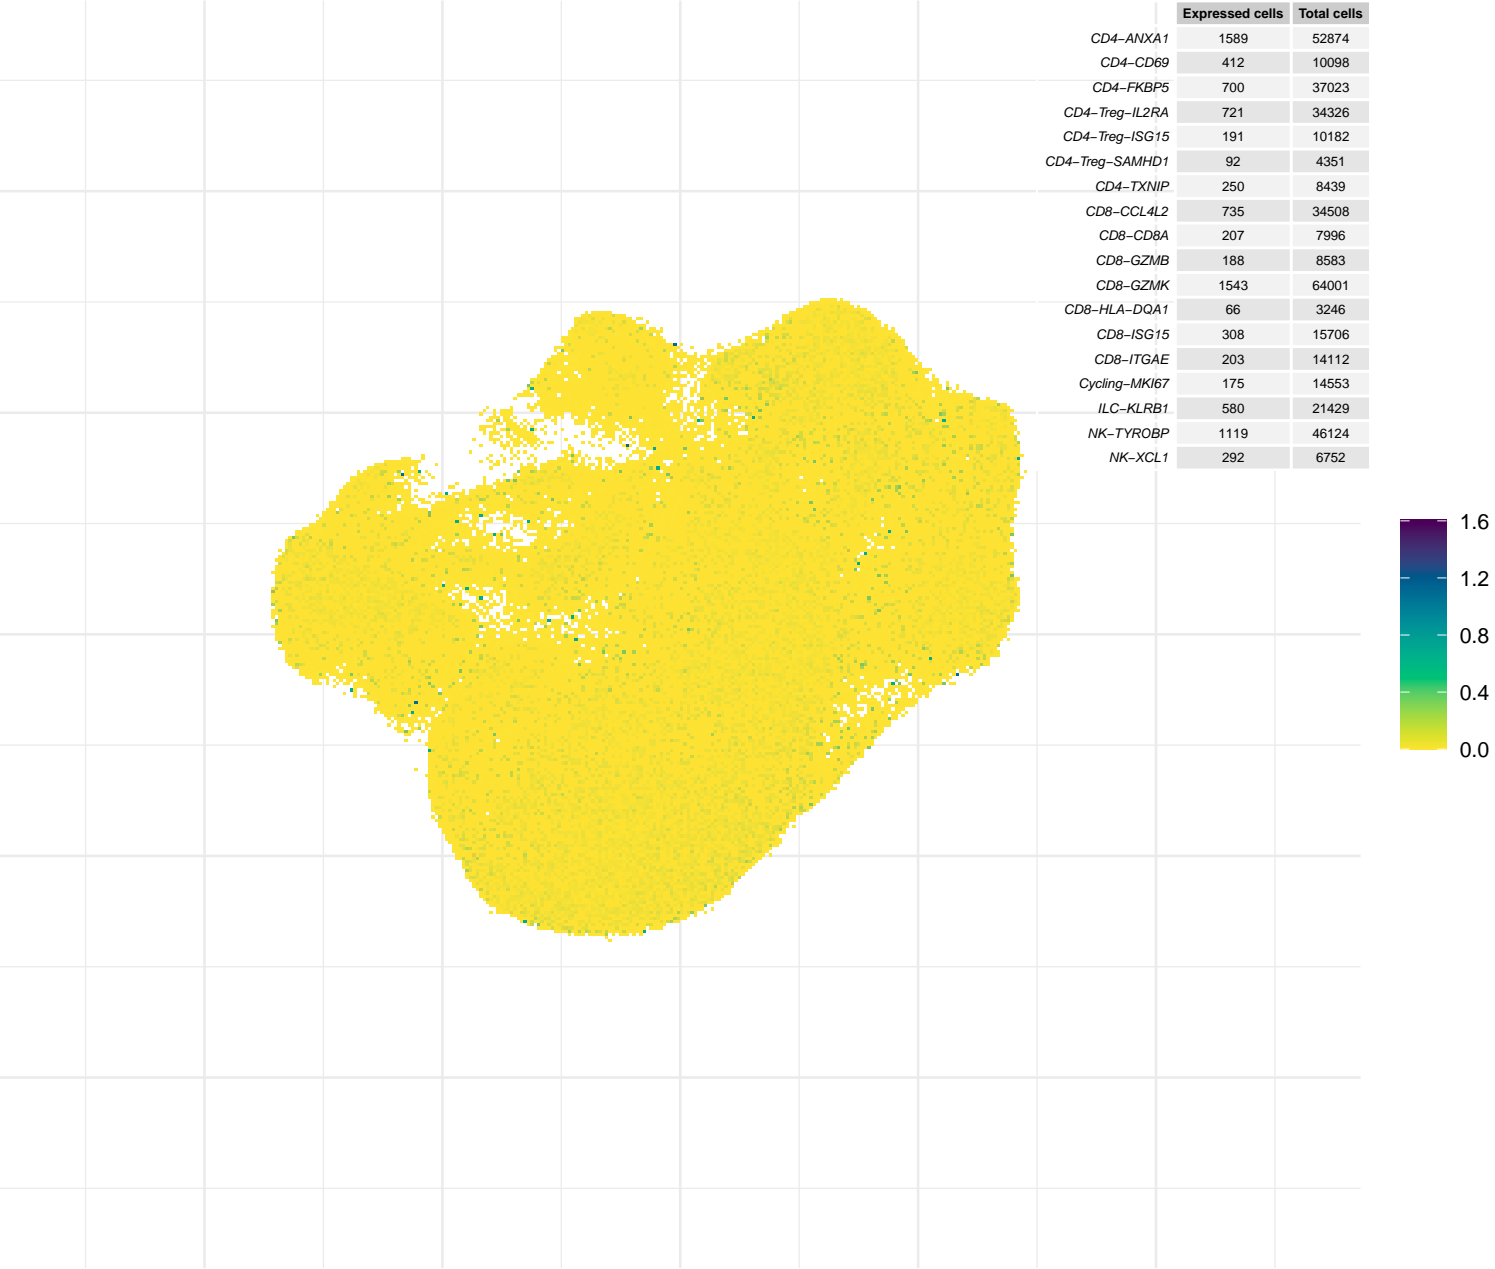 Expressed cells Total cells
CD4−ANXA1 1589 52874
CD4−CD69 412 10098
CD4−FKBP5 700 37023
CD4−Treg−IL2RA 721 34326
CD4−Treg−ISG15 191 10182
CD4−Treg−SAMHD1 92 4351
CD4−TXNIP 250 8439
CD8−CCL4L2 735 34508
CD8−CD8A 207 7996
CD8−GZMB 188 8583
CD8−GZMK 1543 64001
CD8−HLA−DQA1 66 3246
CD8−ISG15 308 15706
CD8−ITGAE 203 14112
Cycling−MKI67 175 14553
ILC−KLRB1 580 21429
NK−TYROBP 1119 46124
NK−XCL1 292 6752
1.6
1.2
0.8
0.4
0.0